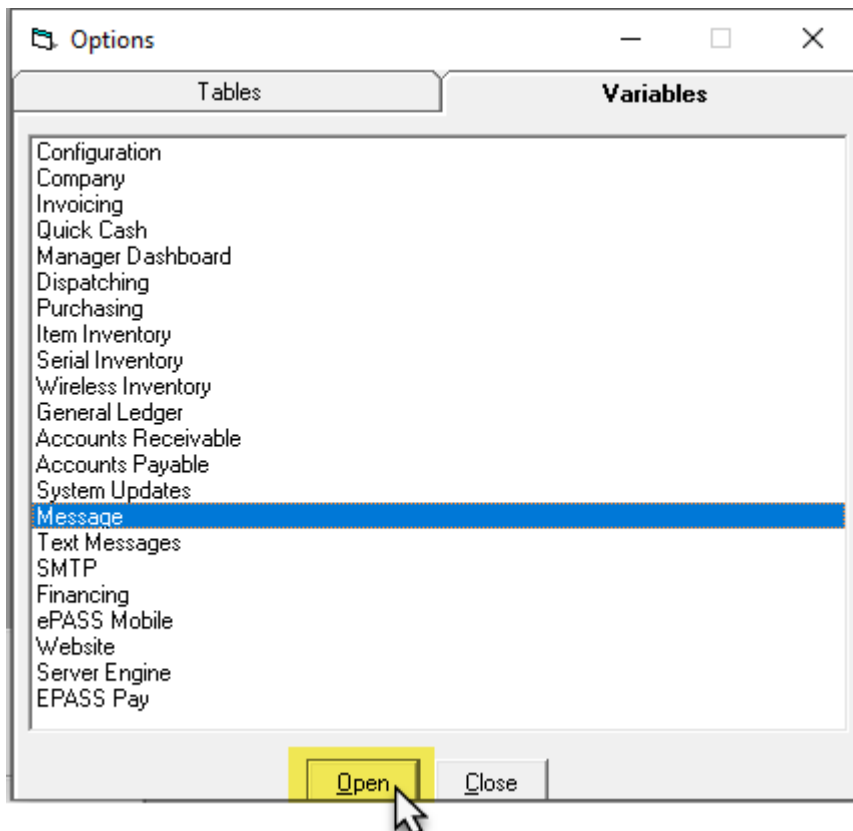 Options
Tables Variables
Configuration
Company
Invoicing
Quick Cash
Manager Dashboard
Dispatching
Purchasing
Item Inventory
Serial Inventory
Wireless Inventory
General Ledger
Accounts Receivable
Accounts Payable
System Updates
Message
Text Messages
SMTP
Financing
ePASS Mobile
Website
Server Engine
EPASS Pay
Open Close